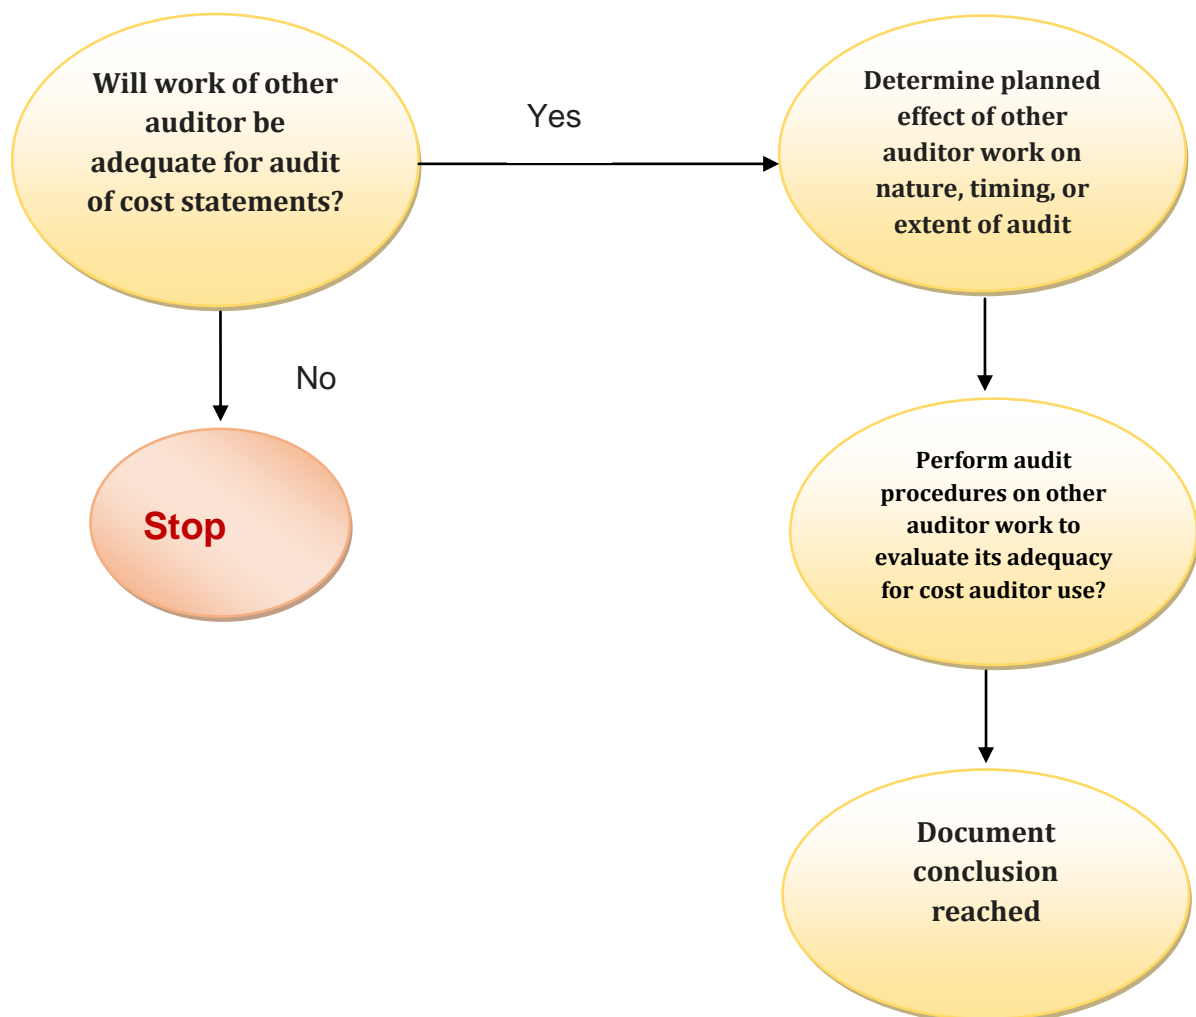 Will work of other
auditor be
adequate for audit
of cost statements?
Yes
Determine planned
effect of other
auditor work on
nature, timing, or
extent of audit
No
Stop
Perform audit
procedures on other
auditor work to
evaluate its adequacy
for cost auditor use?
Document
conclusion
reached